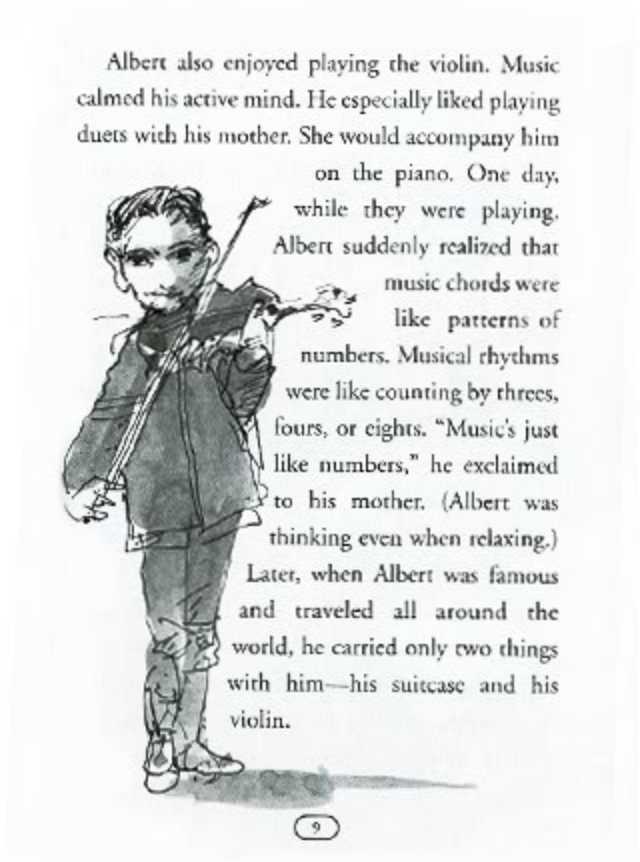 Albert also enjoyed playing the violin. Music
calmed his active mind. He especially liked playing
duets with his mother. She would accompany him
on the piano. One day,
while they were playing,
Albert suddenly realized that
music chords were
like patterns of
numbers. Musical rhythms
were like counting by threes,
fours, or eights. “Music’s just
like numbers,” he exclaimed
to his mother. (Albert was
thinking even when relaxing.)
Later, when Albert was famous
and traveled all around the
world, he carried only two things
with him—his suitcase and his
violin.
9